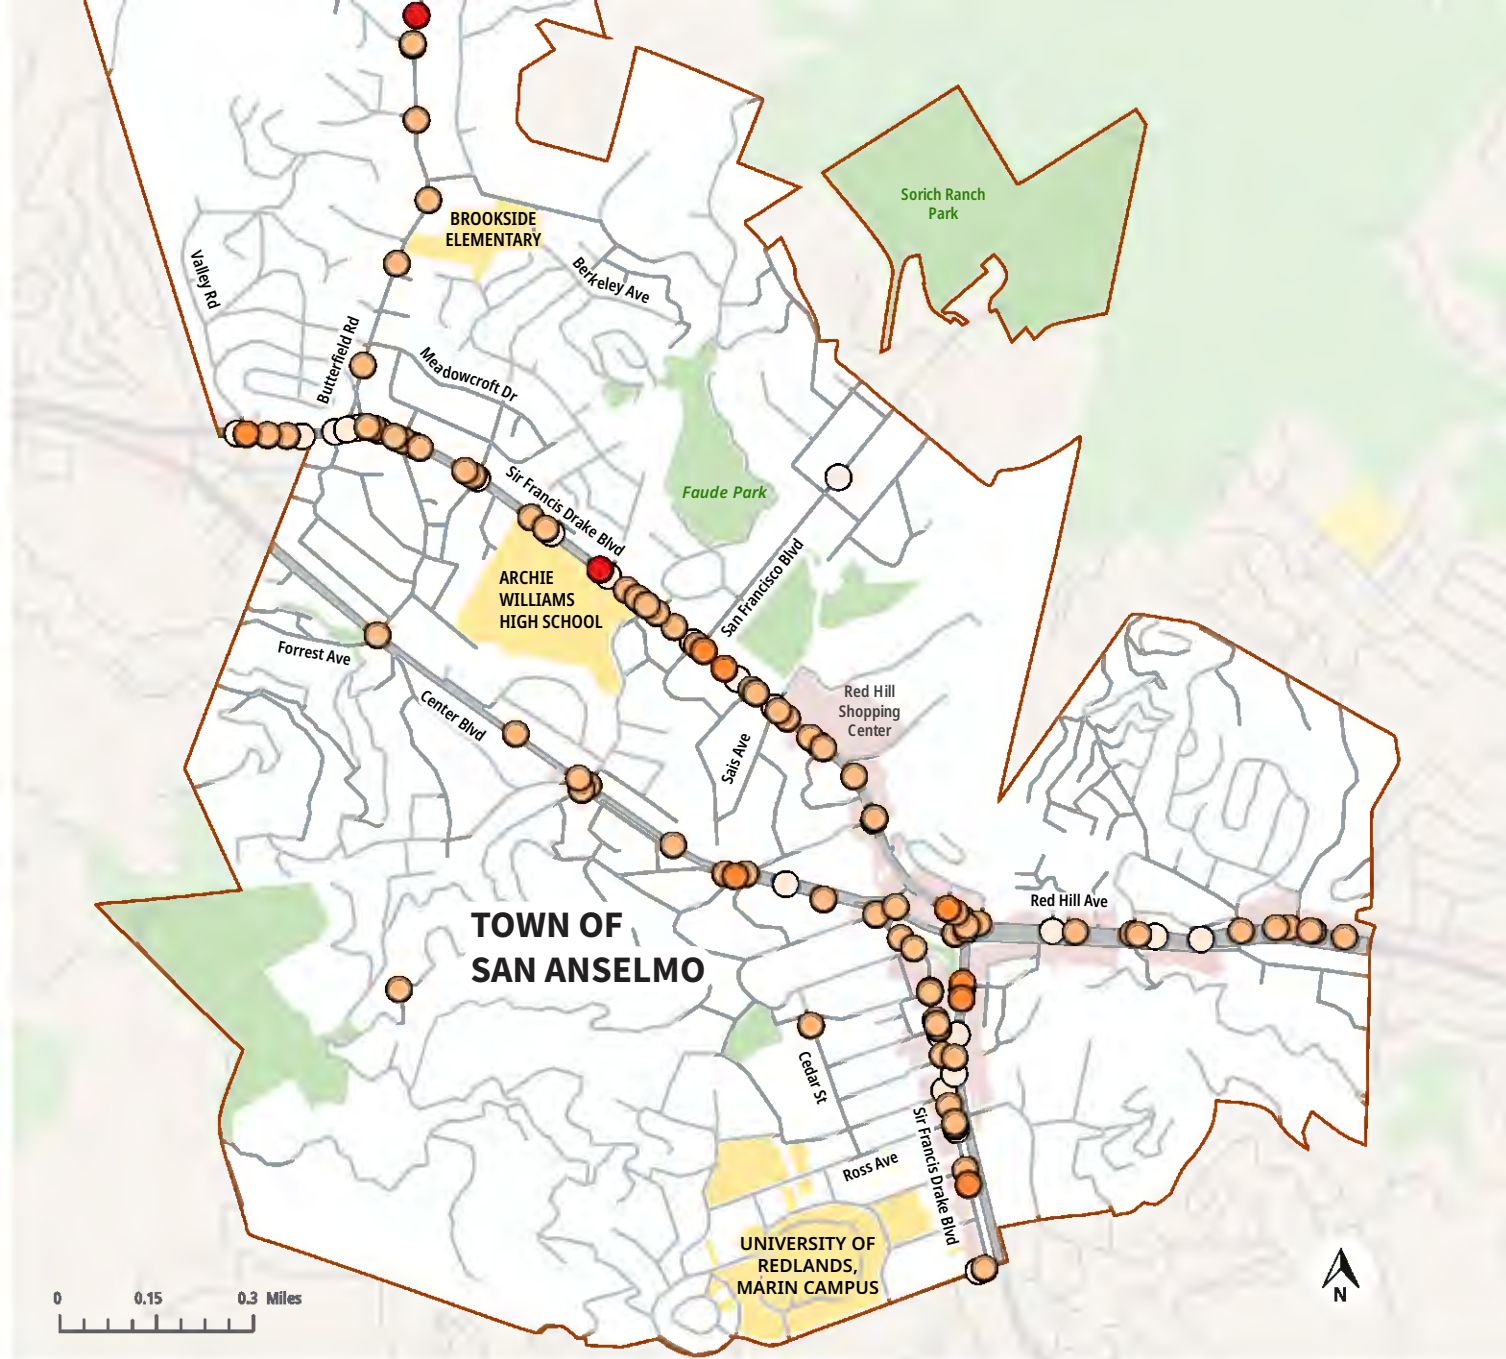 Sorich Ranch
Park
BROOKSIDE
ELEMENTARY
Valley Rd
Berkeley Ave
Butterfield Rd
Meadowcroft Dr
Sir Francis Drake Blvd
Faude Park
San Francisco Blvd
ARCHIE
WILLIAMS
HIGH SCHOOL
Forrest Ave
Center Blvd
Red Hill
Shopping
Center
Sais Ave
Red Hill Ave
TOWN OF
SAN ANSELMO
Cedar St
Sir Francis Drake Blvd
Ross Ave
UNIVERSITY OF
REDLANDS,
MARIN CAMPUS
0 0.15 0.3 Miles
N